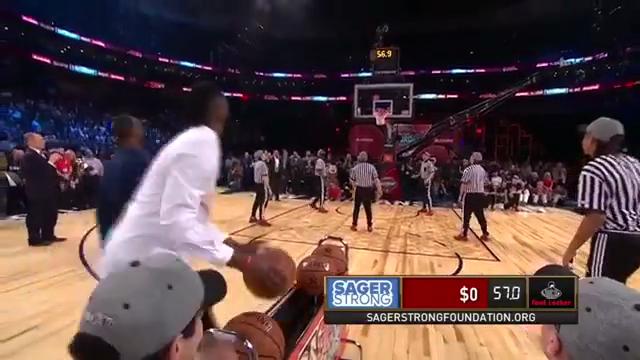 56.9
SAGER
STRONG
$0
57.0
Foot Locker
SAGERSTRONGFOUNDATION.ORG